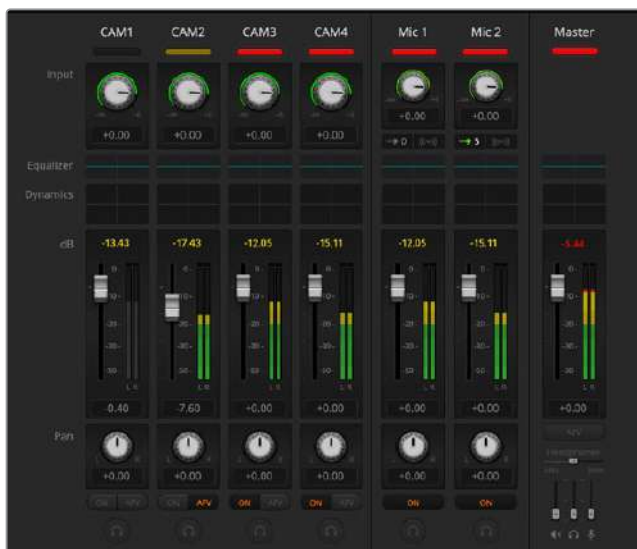 CAM1 CAM2 CAM3 CAM4 Mic 1 Mic 2 Master
Input
+0.00 +0.00 +0.00 +0.00 +0.00 +0.00
D 5
Equalizer
Dynamics
dB -13.43 -17.43 -12.05 -15.11 -12.05 -15.11 -5.44
L R L R L R L R L R L R L R
-0.40 -7.60 +0.00 +0.00 +0.00 +0.00 +0.00
Pan
AFV
+0.00 +0.00 +0.00 +0.00 +0.00 +0.00
ON AFV ON AFV ON AFV ON AFV ON ON